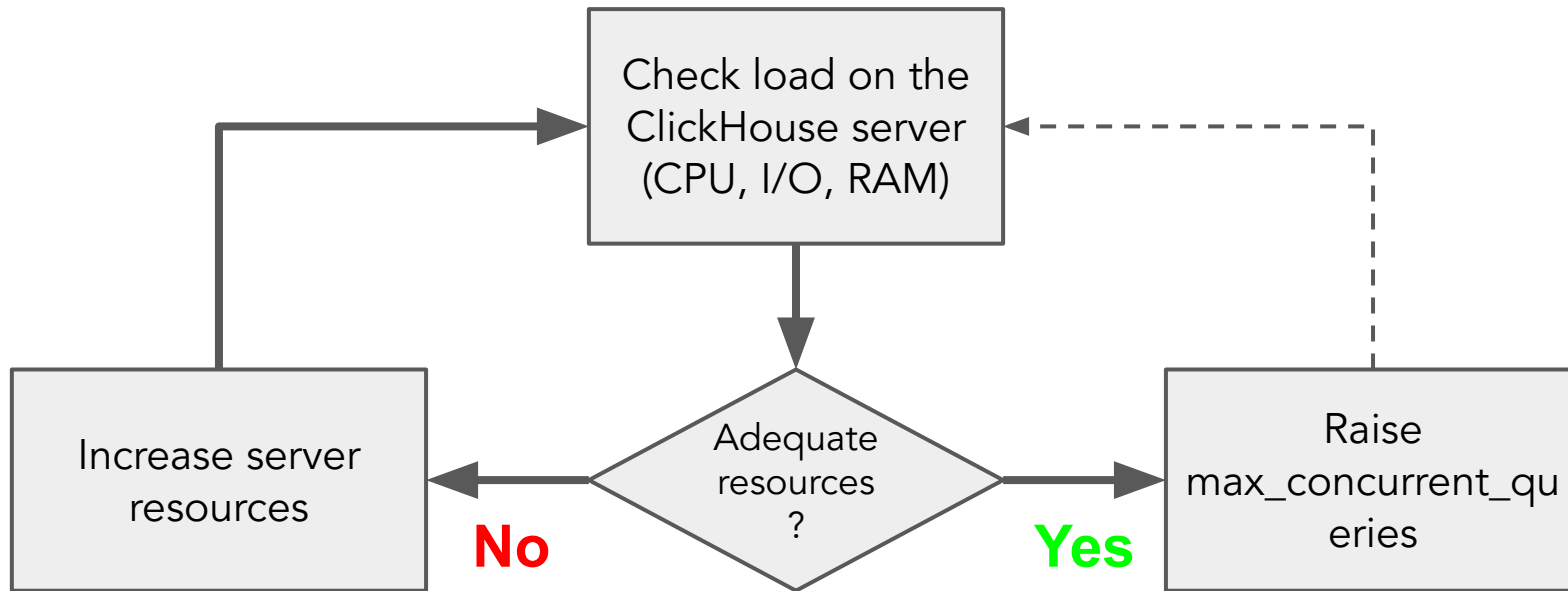 Check load on the
ClickHouse server
(CPU, I/O, RAM)
Increase server
resources
Adequate
resources
?
Raise
max_concurrent_qu
eries
No
Yes